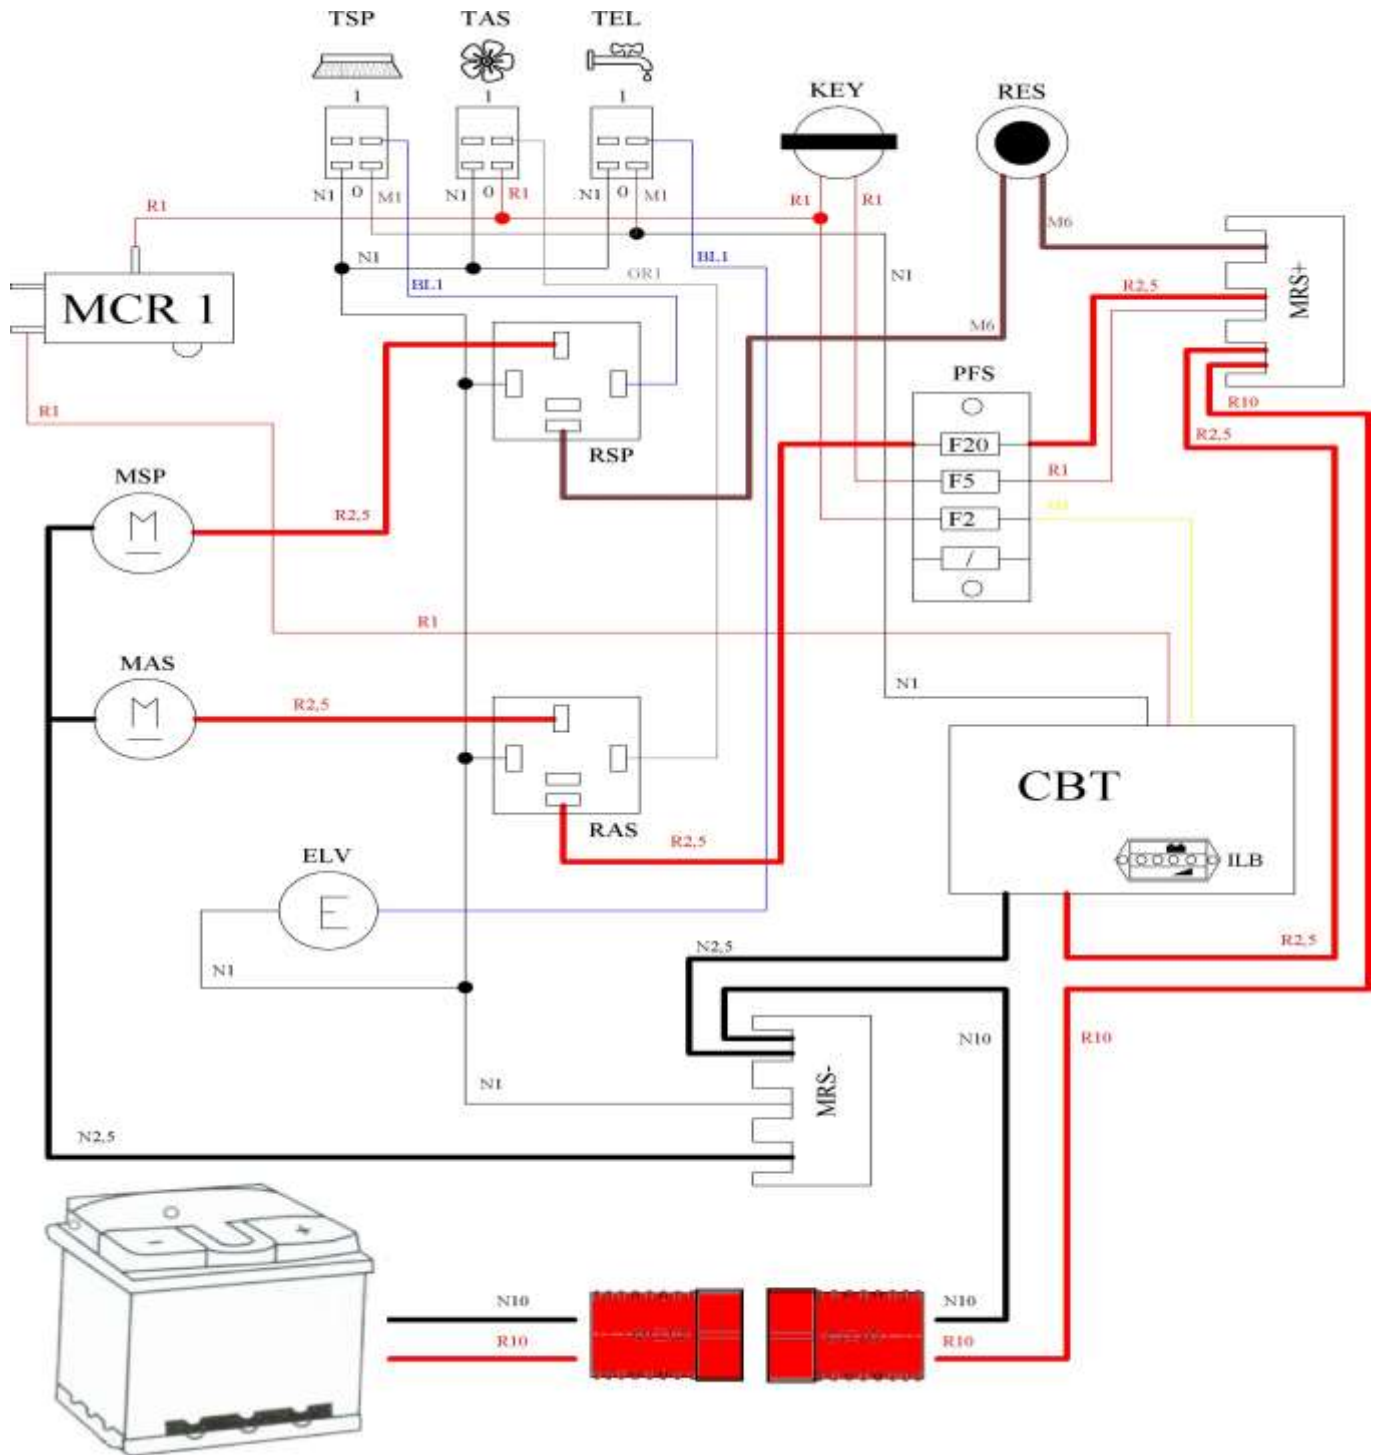 TSP TAS TEL
1 1 1
KEY RES
N1 0 M1 N1 0 R1 N1 0 M1
R1 R1 R1 M6
N1 BL1 N1
BL1 GR1 R2,5 MRS+
MCR 1
M6
PFS
R1 R10
F20 R2,5
RSP
MSP F5 R1
R2,5 F2
/
R1
MAS
R2,5 N1
CBT
RAS R2,5
ELV ILB
N2,5 R2,5
N1
N10 R10
N1 MRS-
N2,5
- +
N10 N10
R10 R10
M
M
E